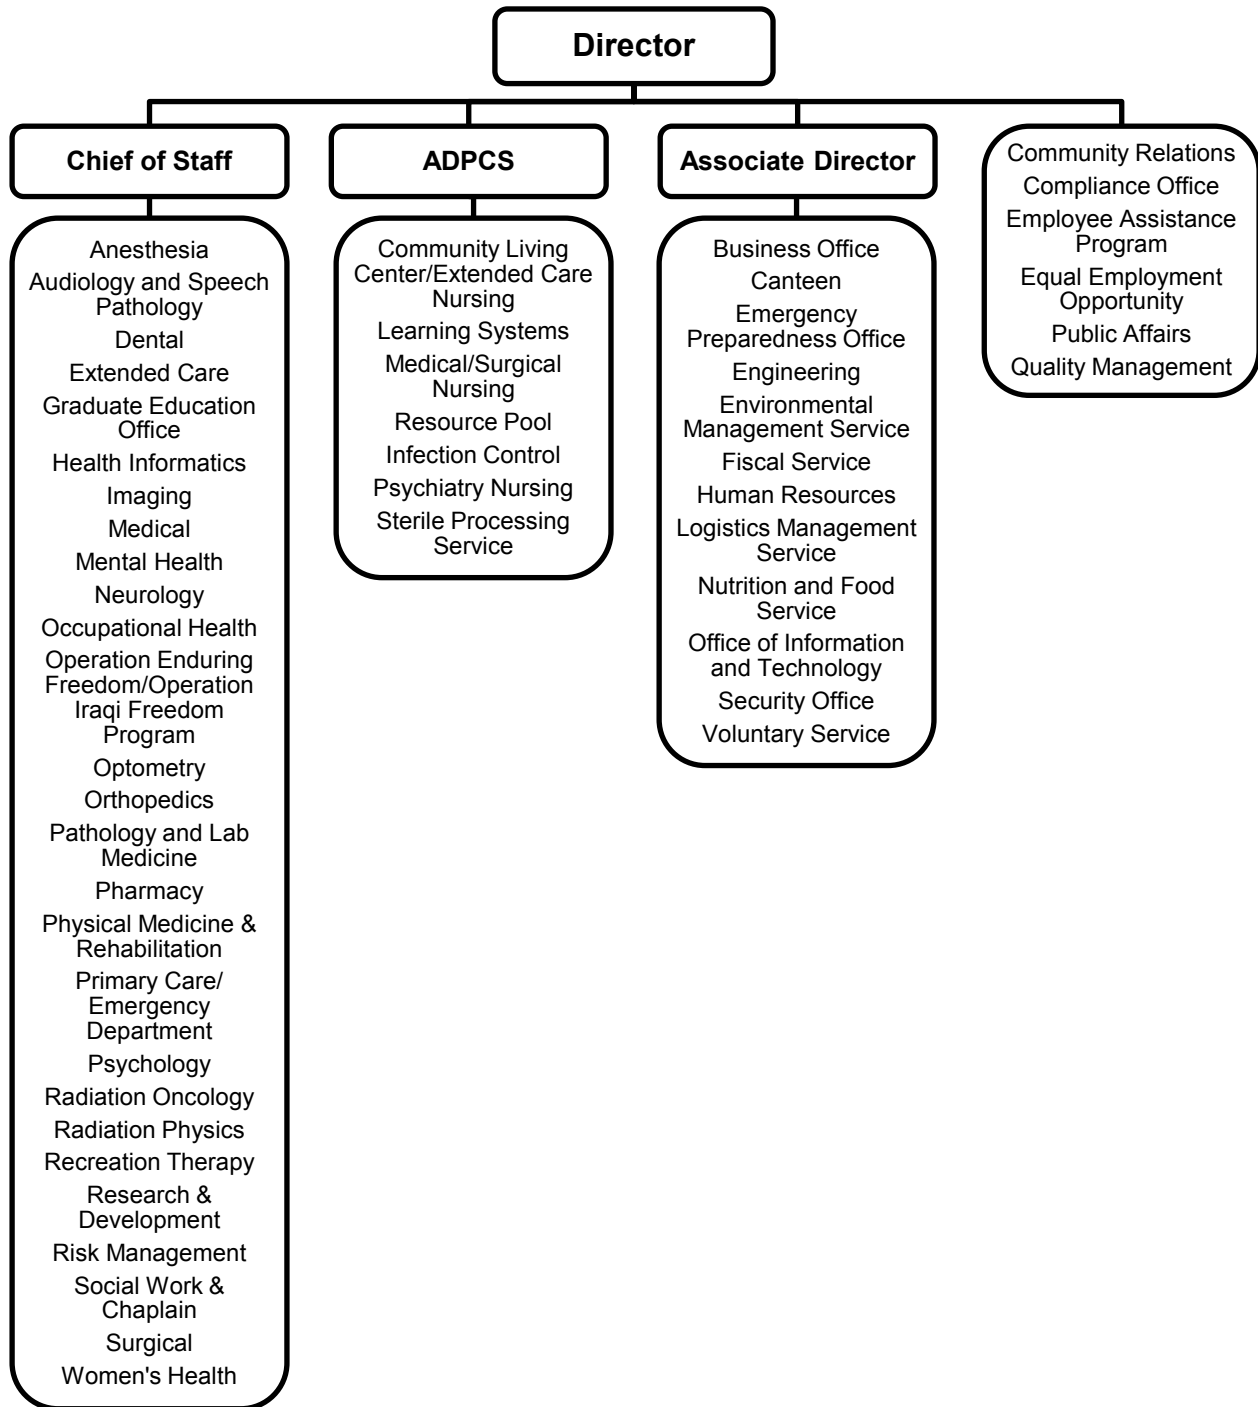 Director
Chief of Staff
Anesthesia
Audiology and Speech
Pathology
Dental
Extended Care
Graduate Education
Office
Health Informatics
Imaging
Medical
Mental Health
Neurology
Occupational Health
Operation Enduring
Freedom/Operation
Iraqi Freedom
Program
Optometry
Orthopedics
Pathology and Lab
Medicine
Pharmacy
Physical Medicine &
Rehabilitation
Primary Care/
Emergency
Department
Psychology
Radiation Oncology
Radiation Physics
Recreation Therapy
Research &
Development
Risk Management
Social Work &
Chaplain
Surgical
Women's Health
ADPCS
Community Living
Center/Extended Care
Nursing
Learning Systems
Medical/Surgical
Nursing
Resource Pool
Infection Control
Psychiatry Nursing
Sterile Processing
Service
Associate Director
Business Office
Canteen
Emergency
Preparedness Office
Engineering
Environmental
Management Service
Fiscal Service
Human Resources
Logistics Management
Service
Nutrition and Food
Service
Office of Information
and Technology
Security Office
Voluntary Service
Community Relations
Compliance Office
Employee Assistance
Program
Equal Employment
Opportunity
Public Affairs
Quality Management